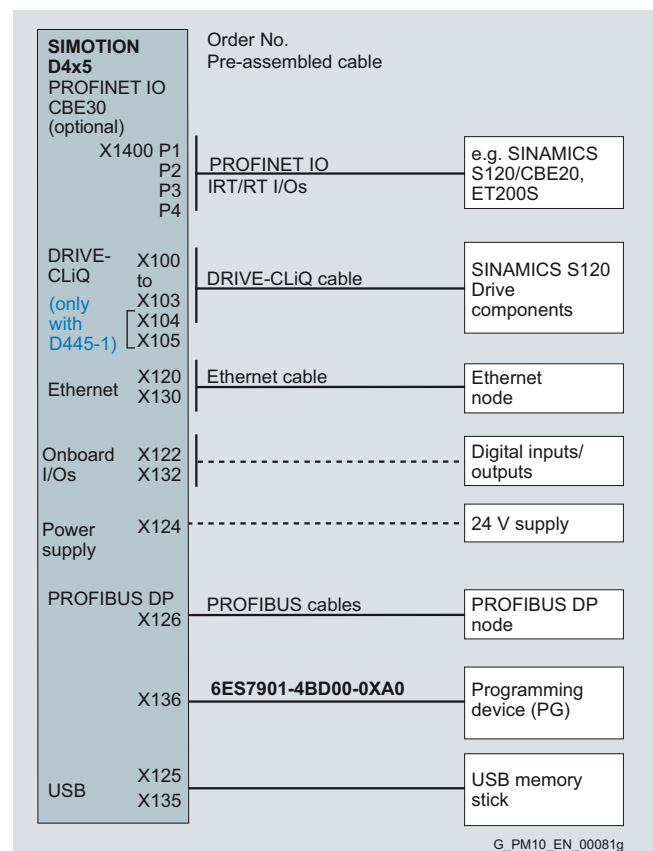 SIMOTION
D4x5
PROFINET IO
CBE30
(optional)
Order No.
Pre-assembled cable
X1400 P1
P2
P3
P4
PROFINET IO
IRT/RT I/Os
e.g. SINAMICS
S120/CBE20,
ET200S
DRIVE-
CLiQ
(only
with
D445-1)
X100
to
X103
X104
X105
DRIVE-CLiQ cable
SINAMICS S120
Drive
components
Ethernet
X120
X130
Ethernet cable
Ethernet
node
Onboard
I/Os
X122
X132
Digital inputs/
outputs
Power
supply
X124
24 V supply
PROFIBUS DP
X126
PROFIBUS cables
PROFIBUS DP
node
X136
6ES7901-4BD00-0XA0
Programming
device (PG)
USB
X125
X135
USB memory
stick
G_PM10_EN_00081g